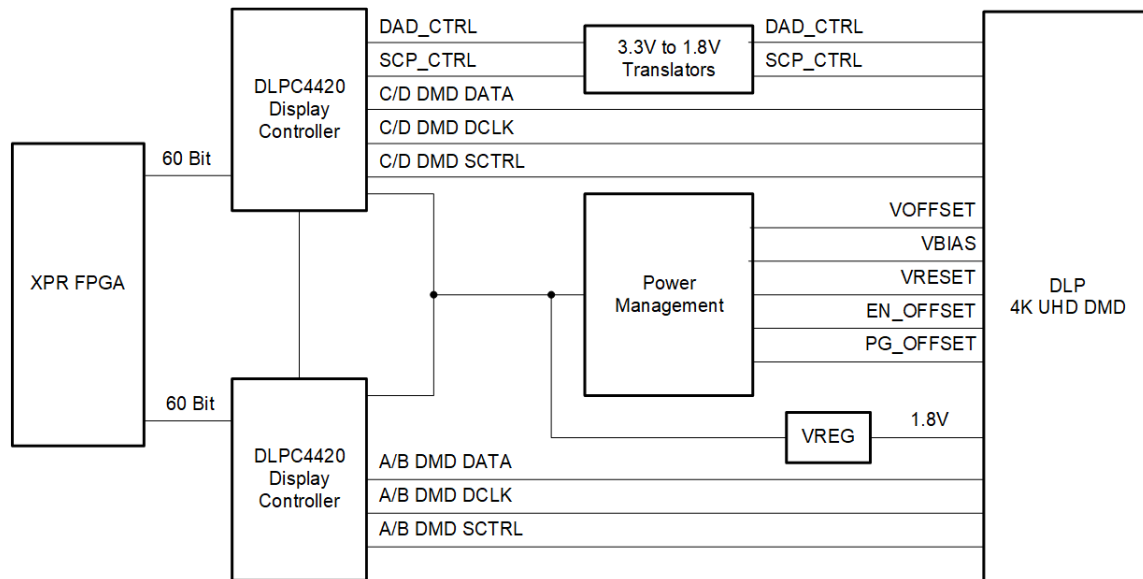 DAD_CTRL
SCP_CTRL
C/D DMD DATA
C/D DMD DCLK
C/D DMD SCTRL
DLPC4420
Display
Controller
3.3V to 1.8V
Translators
DAD_CTRL
SCP_CTRL
60 Bit
XPR FPGA
60 Bit
Power
Management
VOFFSET
VBIAS
VRESET
EN_OFFSET
PG_OFFSET
DLP
4K UHD DMD
VREG
1.8V
DLPC4420
Display
Controller
A/B DMD DATA
A/B DMD DCLK
A/B DMD SCTRL